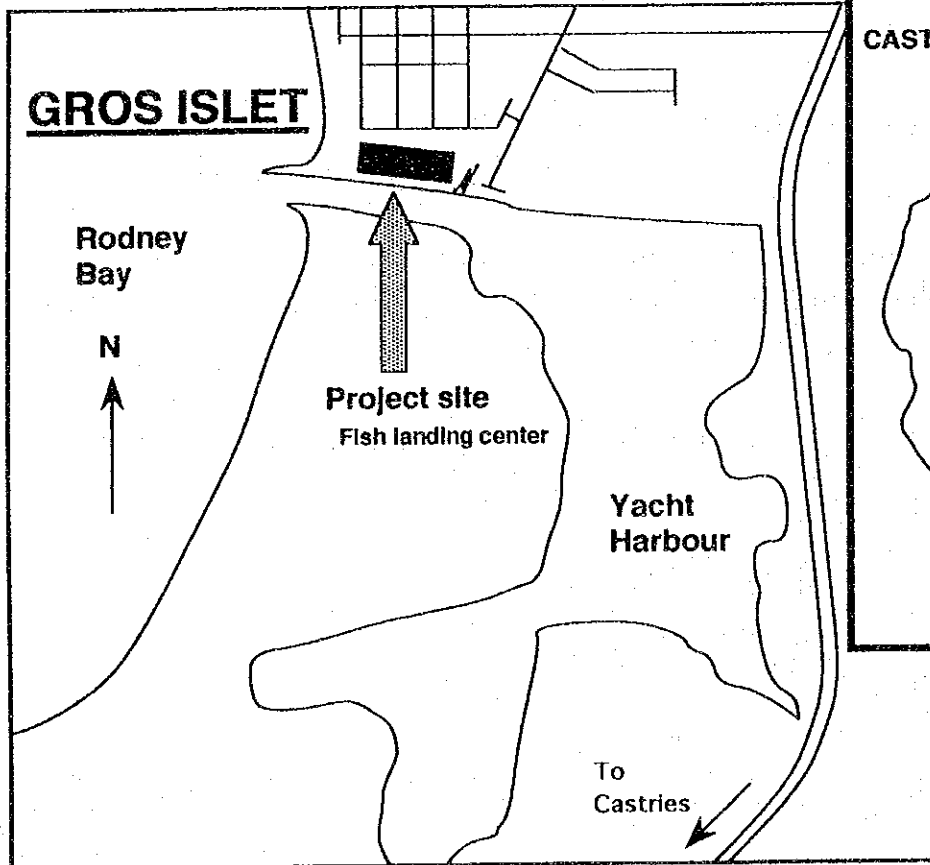 GROS ISLET
CAST
Rodney
Bay
N
Project site
Fish landing center
Yacht
Harbour
To
Castries